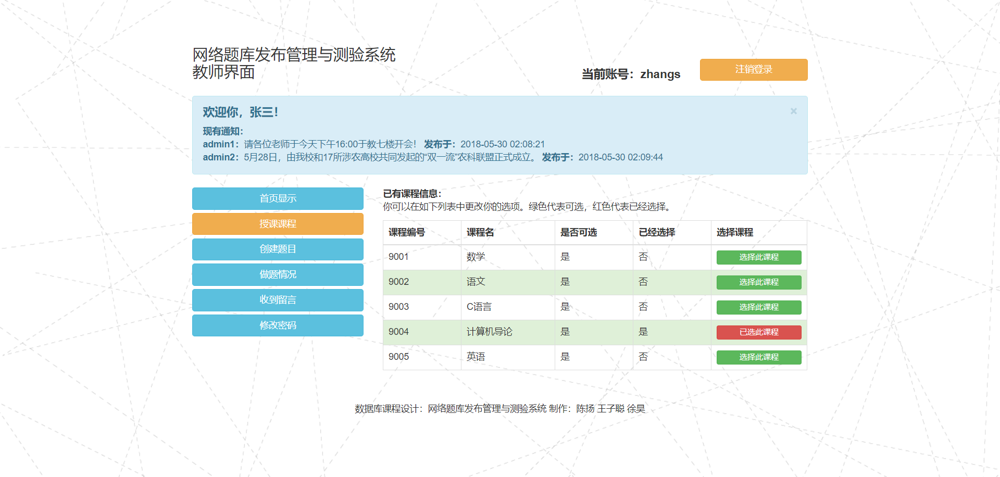 网络题库发布管理与测验系统
教师界面
当前账号：zhangs
注销登录
欢迎你，张三！
×
现有通知：
admin1：请各位老师于今天下午16:00于教七楼开会！ 发布于：2018-05-30 02:08:21
admin2：5月28日，由我校和17所涉农高校共同发起的“双一流”农科联盟正式成立。 发布于：2018-05-30 02:09:44
首页显示
授课课程
创建题目
做题情况
收到留言
修改密码
已有课程信息：
你可以在如下列表中更改你的选项。绿色代表可选，红色代表已经选择。
课程编号 课程名 是否可选 已经选择 选择课程
9001 数学 是 否 选择此课程
9002 语文 是 否 选择此课程
9003 C语言 是 否 选择此课程
9004 计算机导论 是 是 已选此课程
9005 英语 是 否 选择此课程
数据库课程设计：网络题库发布管理与测验系统 制作：陈扬 王子聪 徐昊